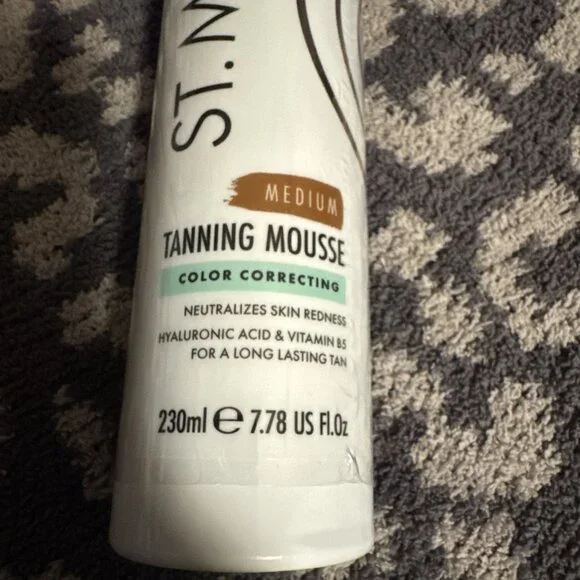 ST. M
MEDIUM
TANNING MOUSSE
COLOR CORRECTING
NEUTRALIZES SKIN REDNESS
HYALURONIC ACID & VITAMIN B5
FOR A LONG LASTING TAN
230ml ℮ 7.78 US Fl.Oz